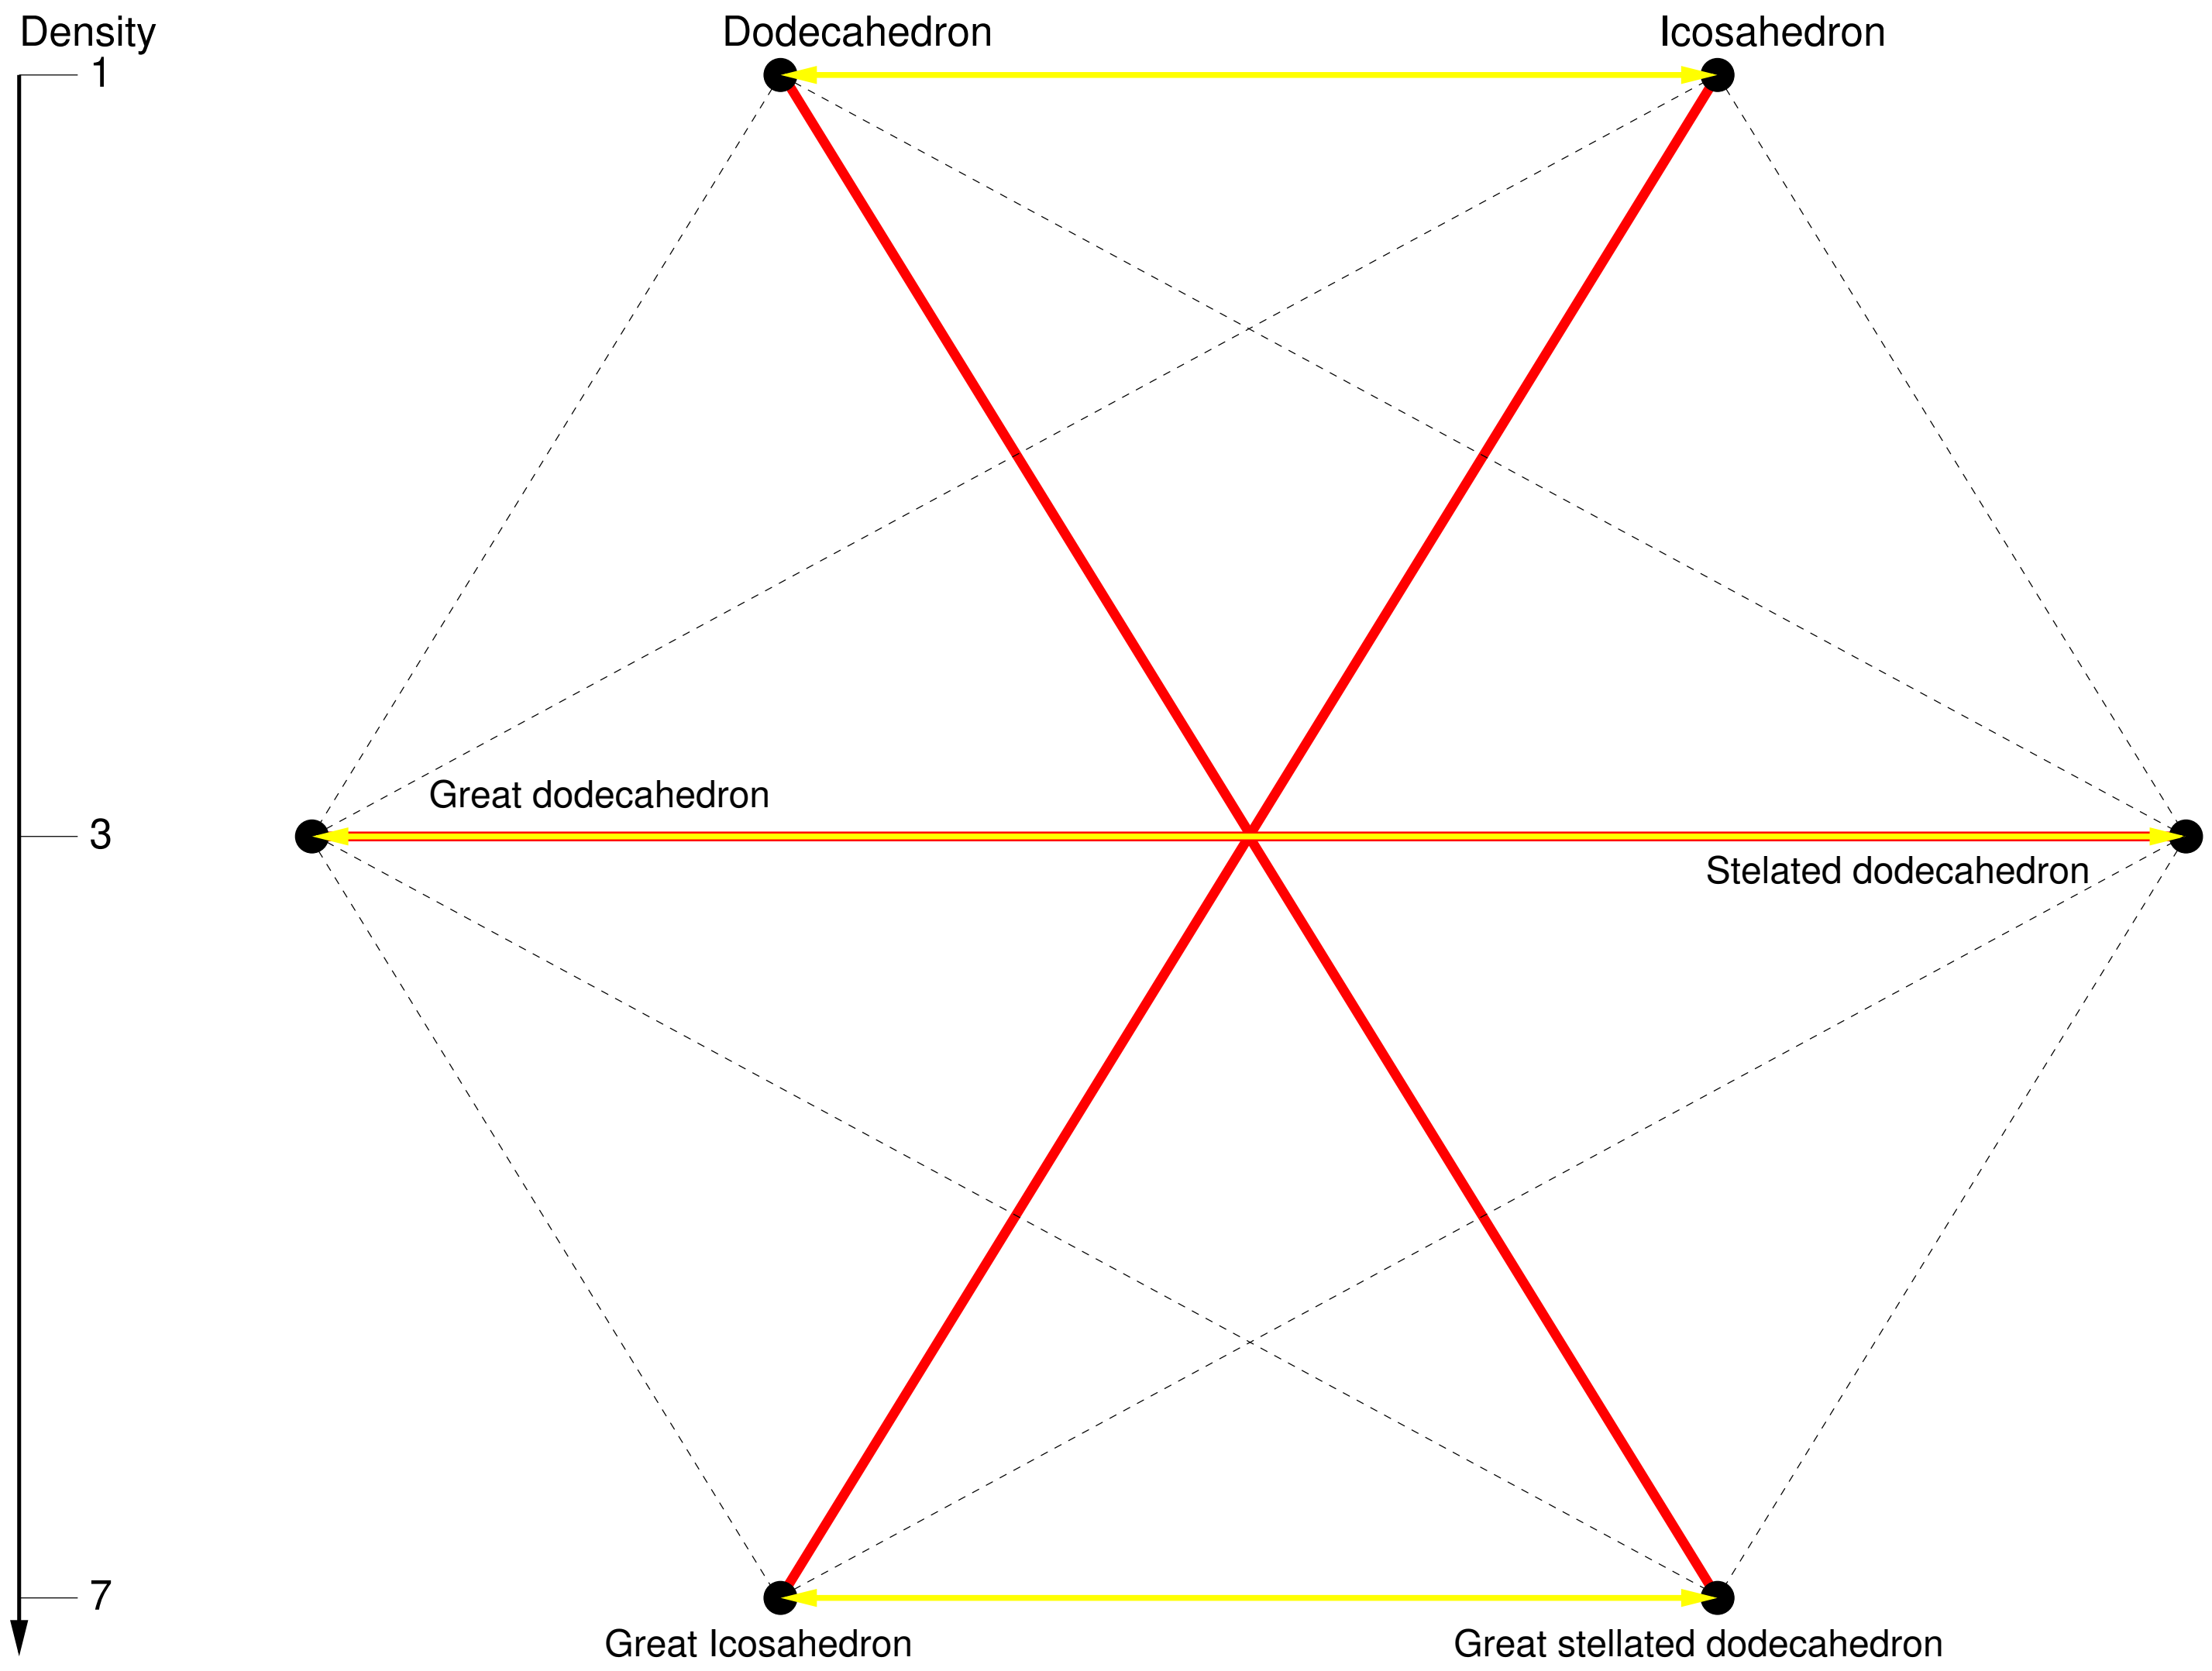 Density
Dodecahedron
Icosahedron
1
Great dodecahedron
3
Stelated dodecahedron
7
Great Icosahedron
Great stellated dodecahedron